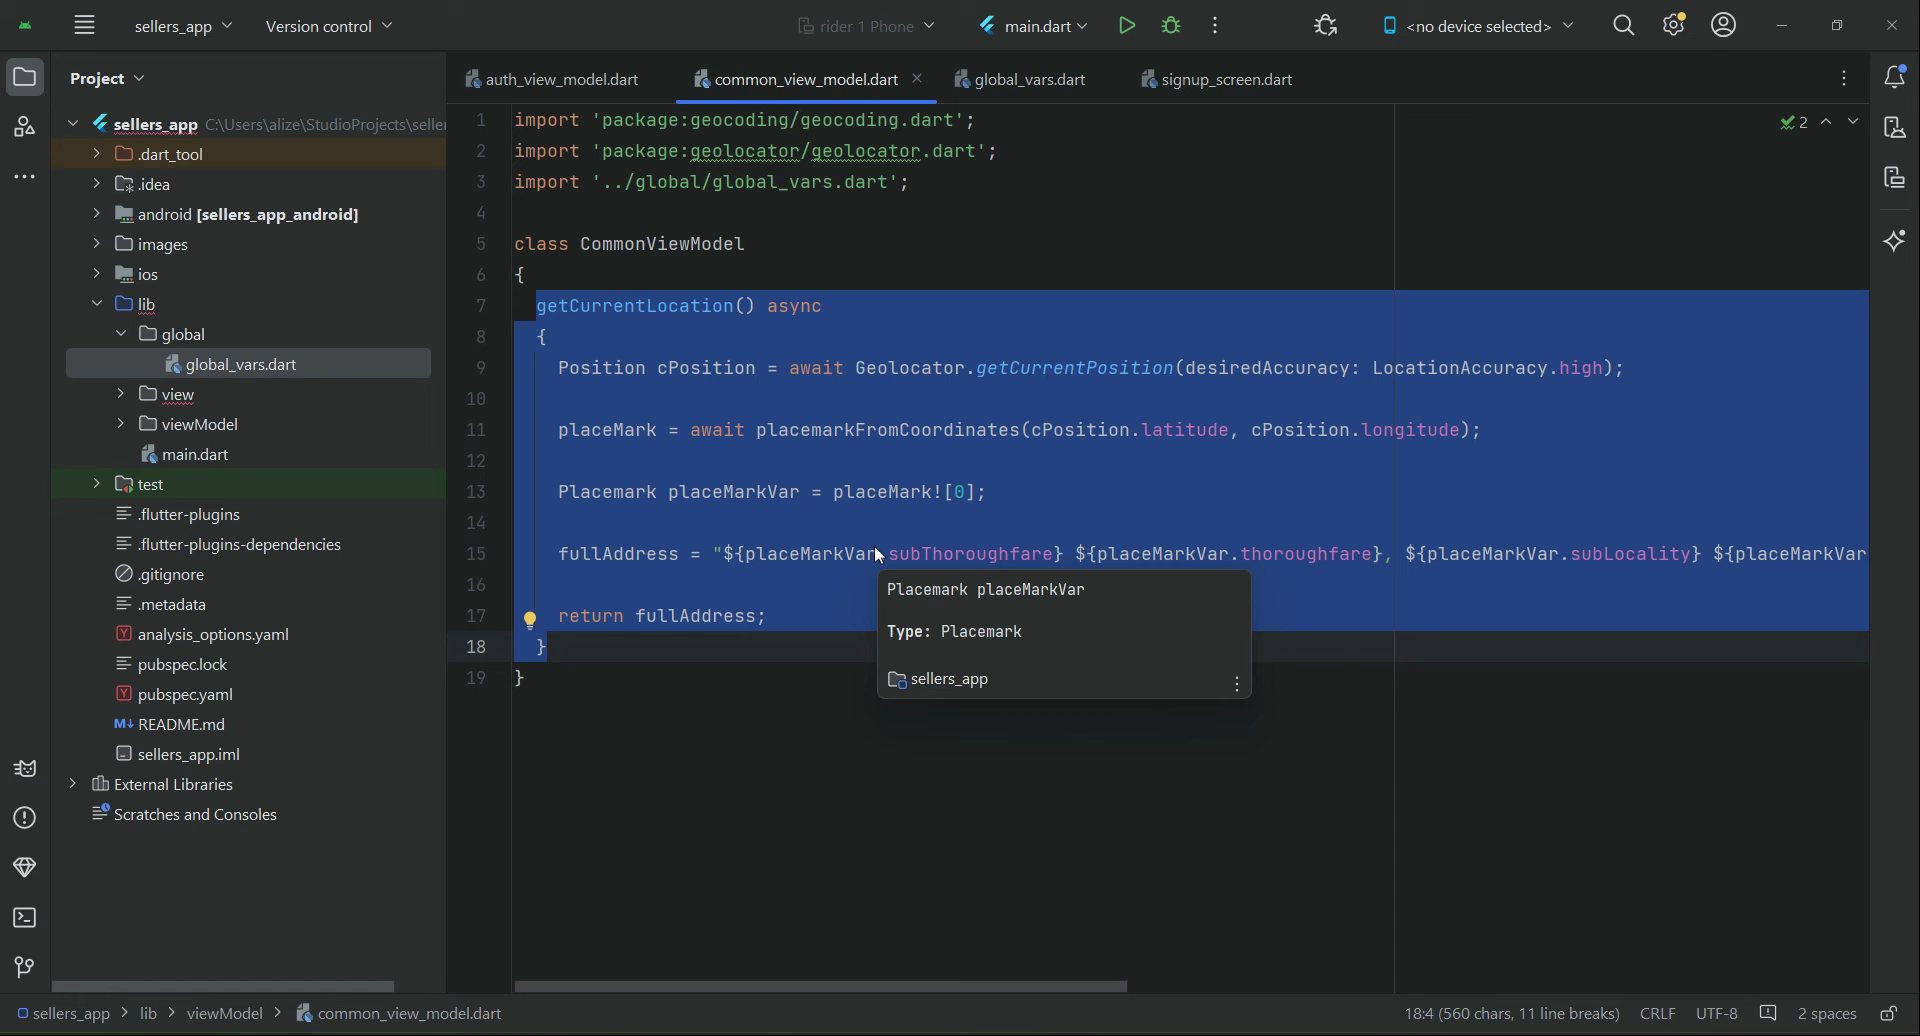 sellers_app
Version control
rider 1 Phone
main.dart
<no device selected>
Project
auth_view_model.dart
common_view_model.dart
global_vars.dart
signup_screen.dart
sellers_app C:\Users\alize\StudioProjects\seller
.dart_tool
.idea
android [sellers_app_android]
images
ios
lib
global
global_vars.dart
view
viewModel
main.dart
test
.flutter-plugins
.flutter-plugins-dependencies
.gitignore
.metadata
analysis_options.yaml
pubspec.lock
pubspec.yaml
M↓ README.md
sellers_app.iml
External Libraries
Scratches and Consoles
1 import 'package:geocoding/geocoding.dart';
2 import 'package:geolocator/geolocator.dart';
3 import '../global/global_vars.dart';
4
5 class CommonViewModel
6 {
7 getCurrentLocation() async
8 {
9 Position cPosition = await Geolocator.getCurrentPosition(desiredAccuracy: LocationAccuracy.high);
10
11 placeMark = await placemarkFromCoordinates(cPosition.latitude, cPosition.longitude);
12
13 Placemark placeMarkVar = placeMark![0];
14
15 fullAddress = "${placeMarkVar.subThoroughfare} ${placeMarkVar.thoroughfare}, ${placeMarkVar.subLocality} ${placeMarkVar
16
17 return fullAddress;
18 }
19 }
2
Placemark placeMarkVar
Type: Placemark
sellers_app
sellers_app > lib > viewModel > common_view_model.dart
18:4 (560 chars, 11 line breaks) CRLF UTF-8 2 spaces